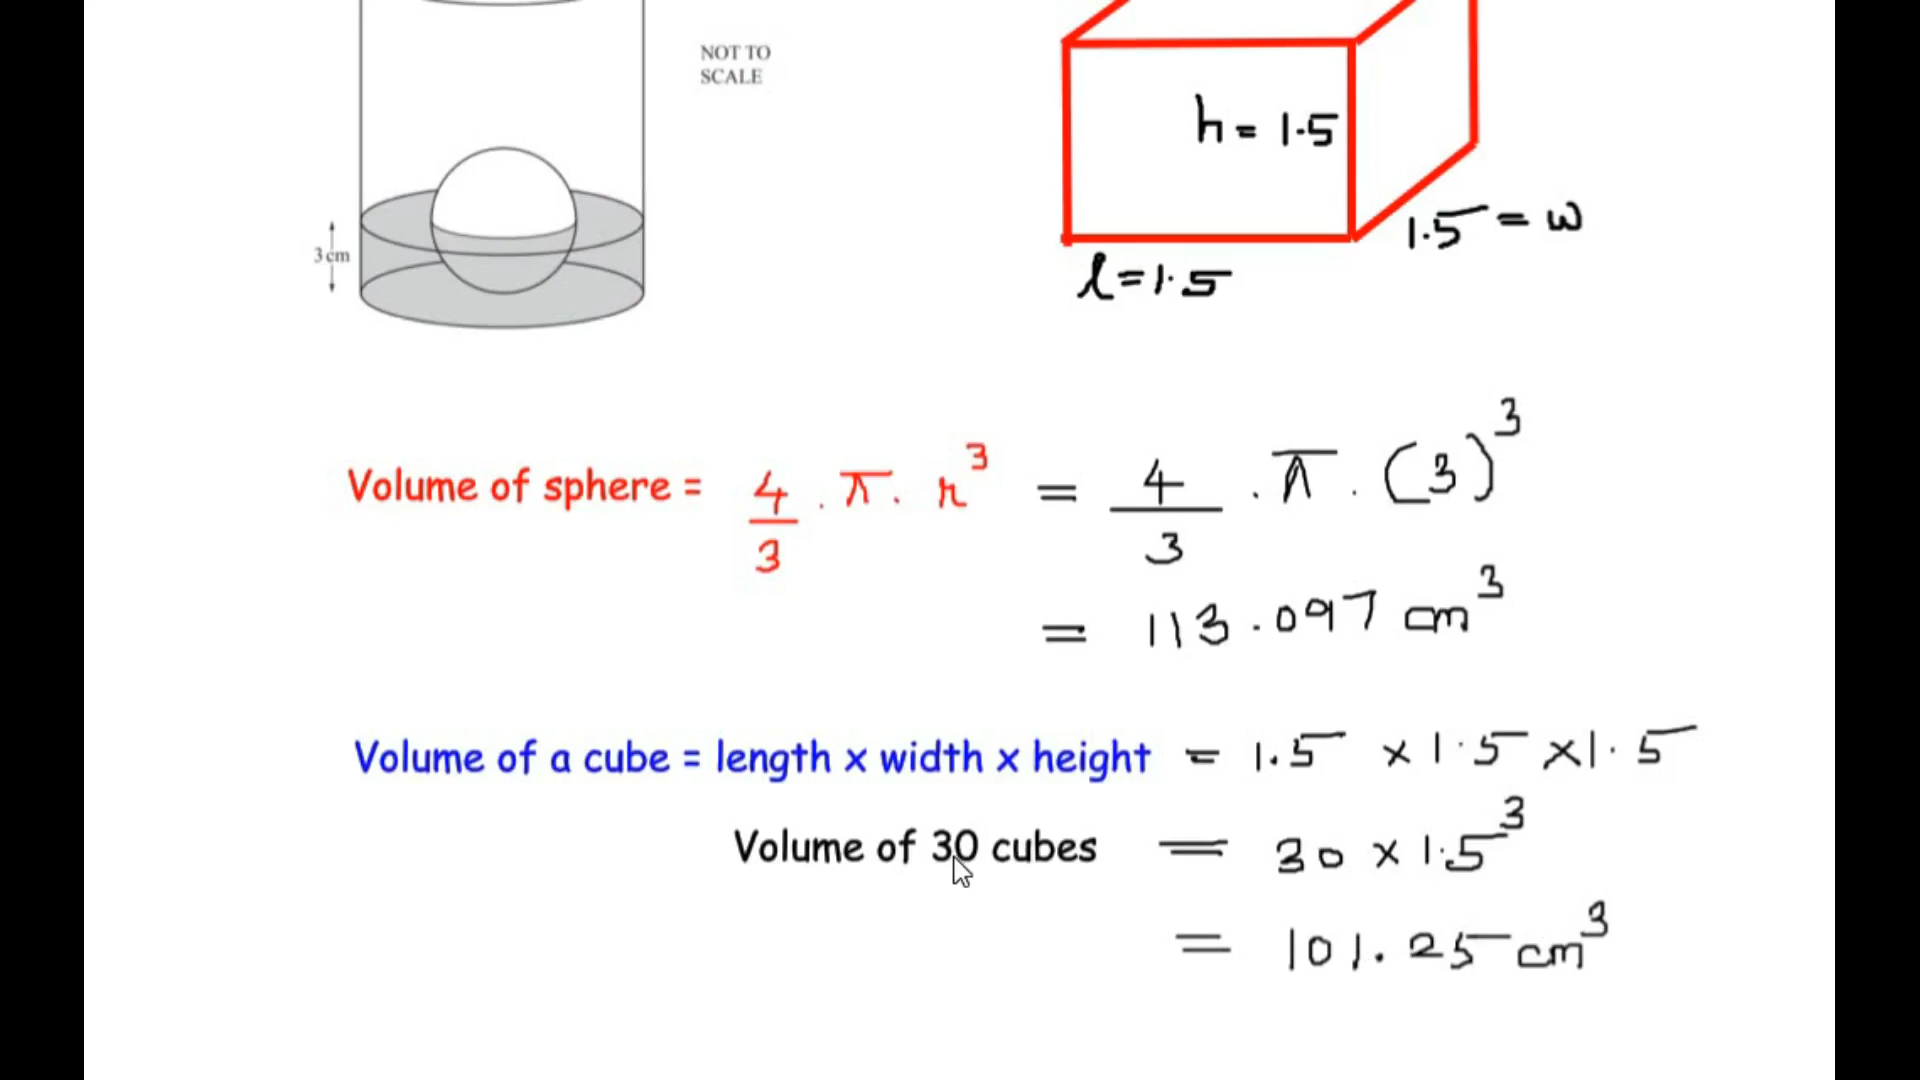 NOT TO
SCALE
3 cm
h = 1.5
1.5 = w
l = 1.5
Volume of sphere = 4/3 . π . r³ = 4/3 . π . (3)³
= 113.097 cm³
Volume of a cube = length x width x height = 1.5 x 1.5 x 1.5
Volume of 30 cubes = 30 x 1.5³
= 101.25 cm³